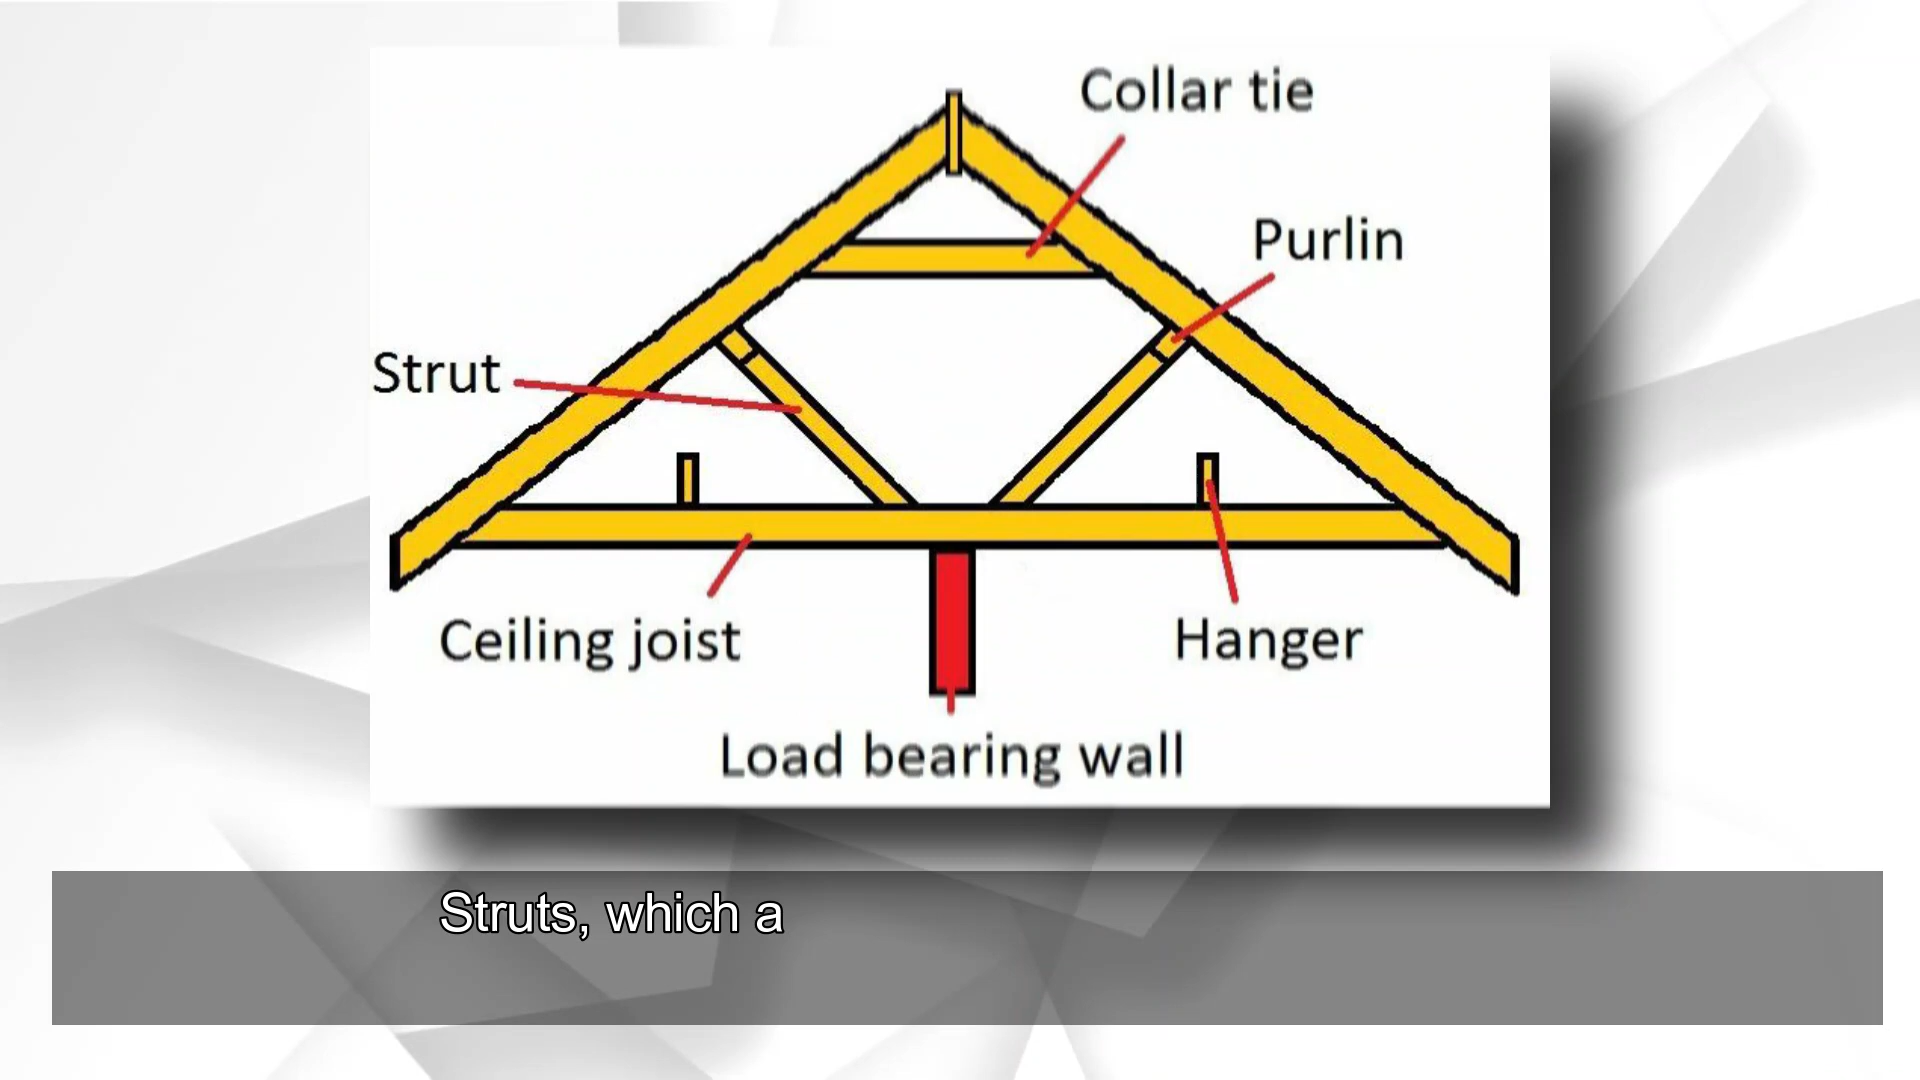 Collar tie
Purlin
Strut
Ceiling joist
Hanger
Load bearing wall
Struts, which a